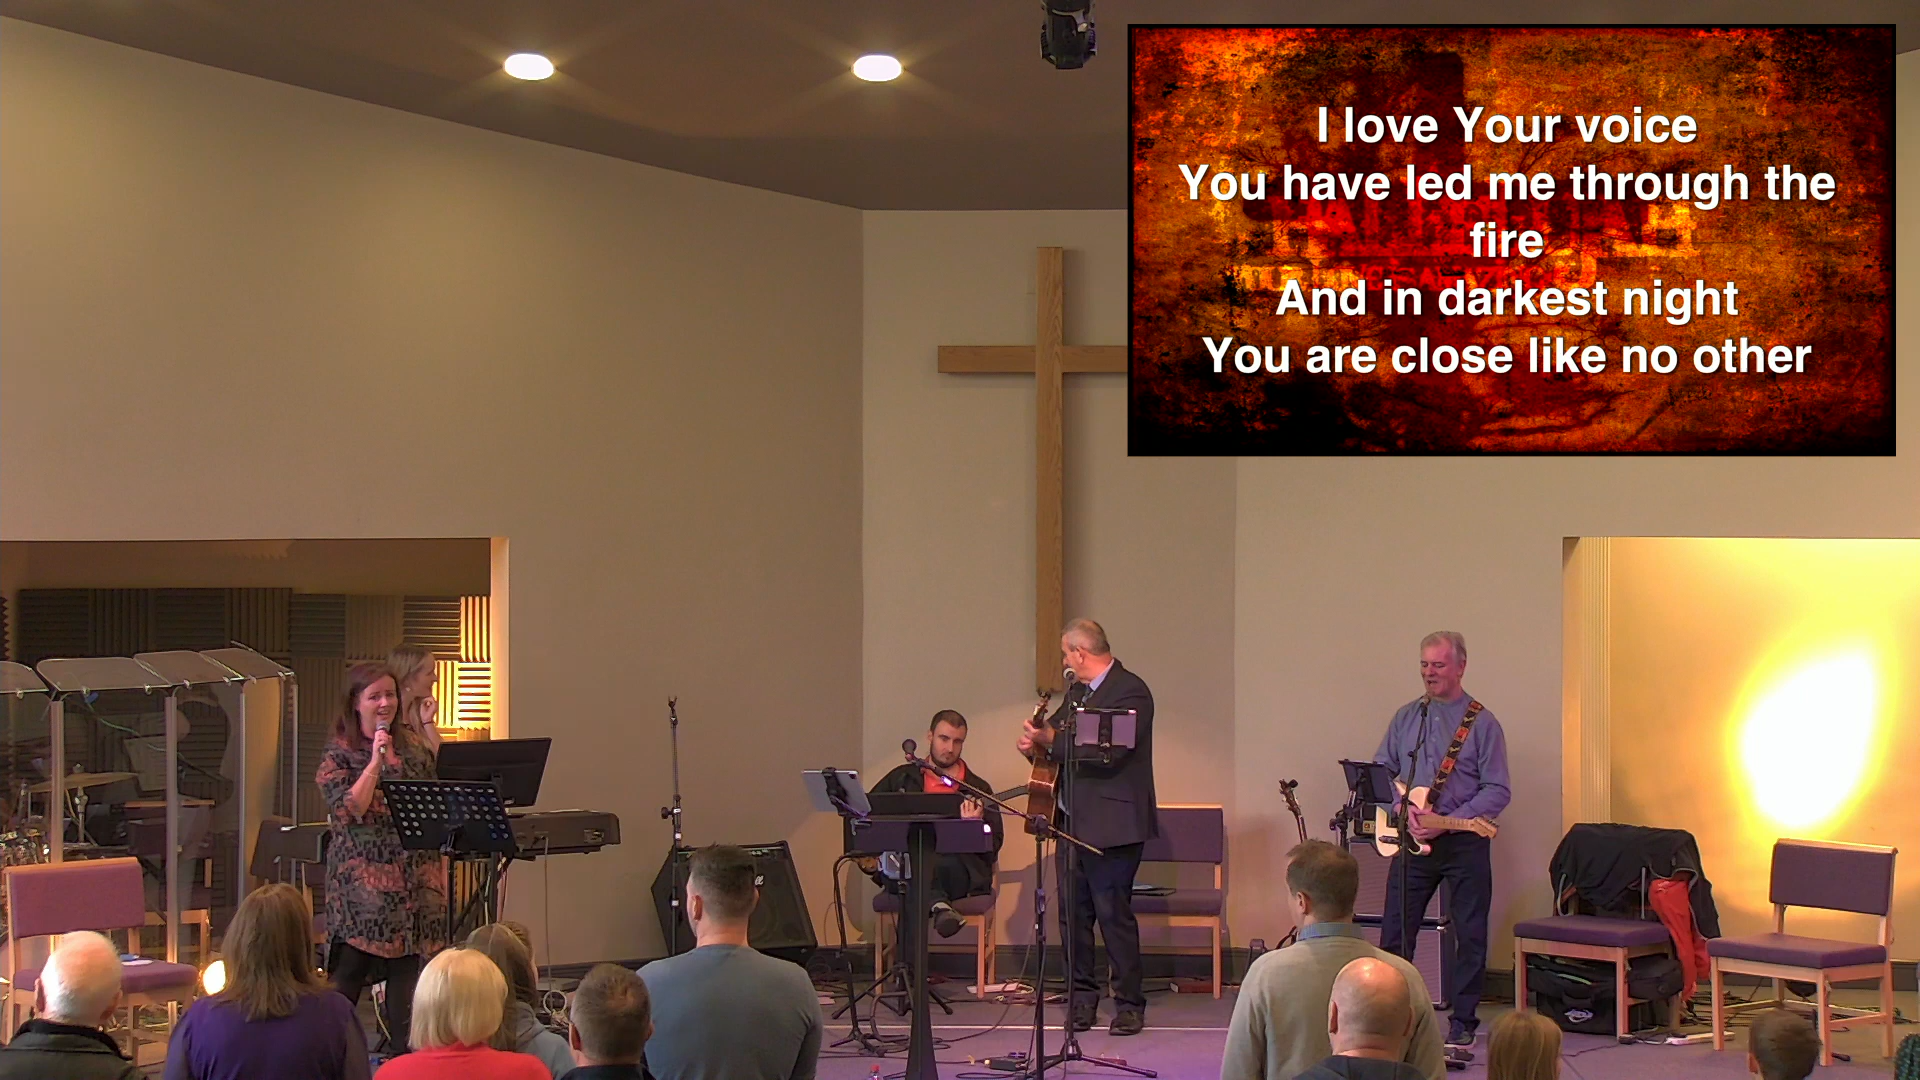 I love Your voice
You have led me through the
fire
And in darkest night
You are close like no other